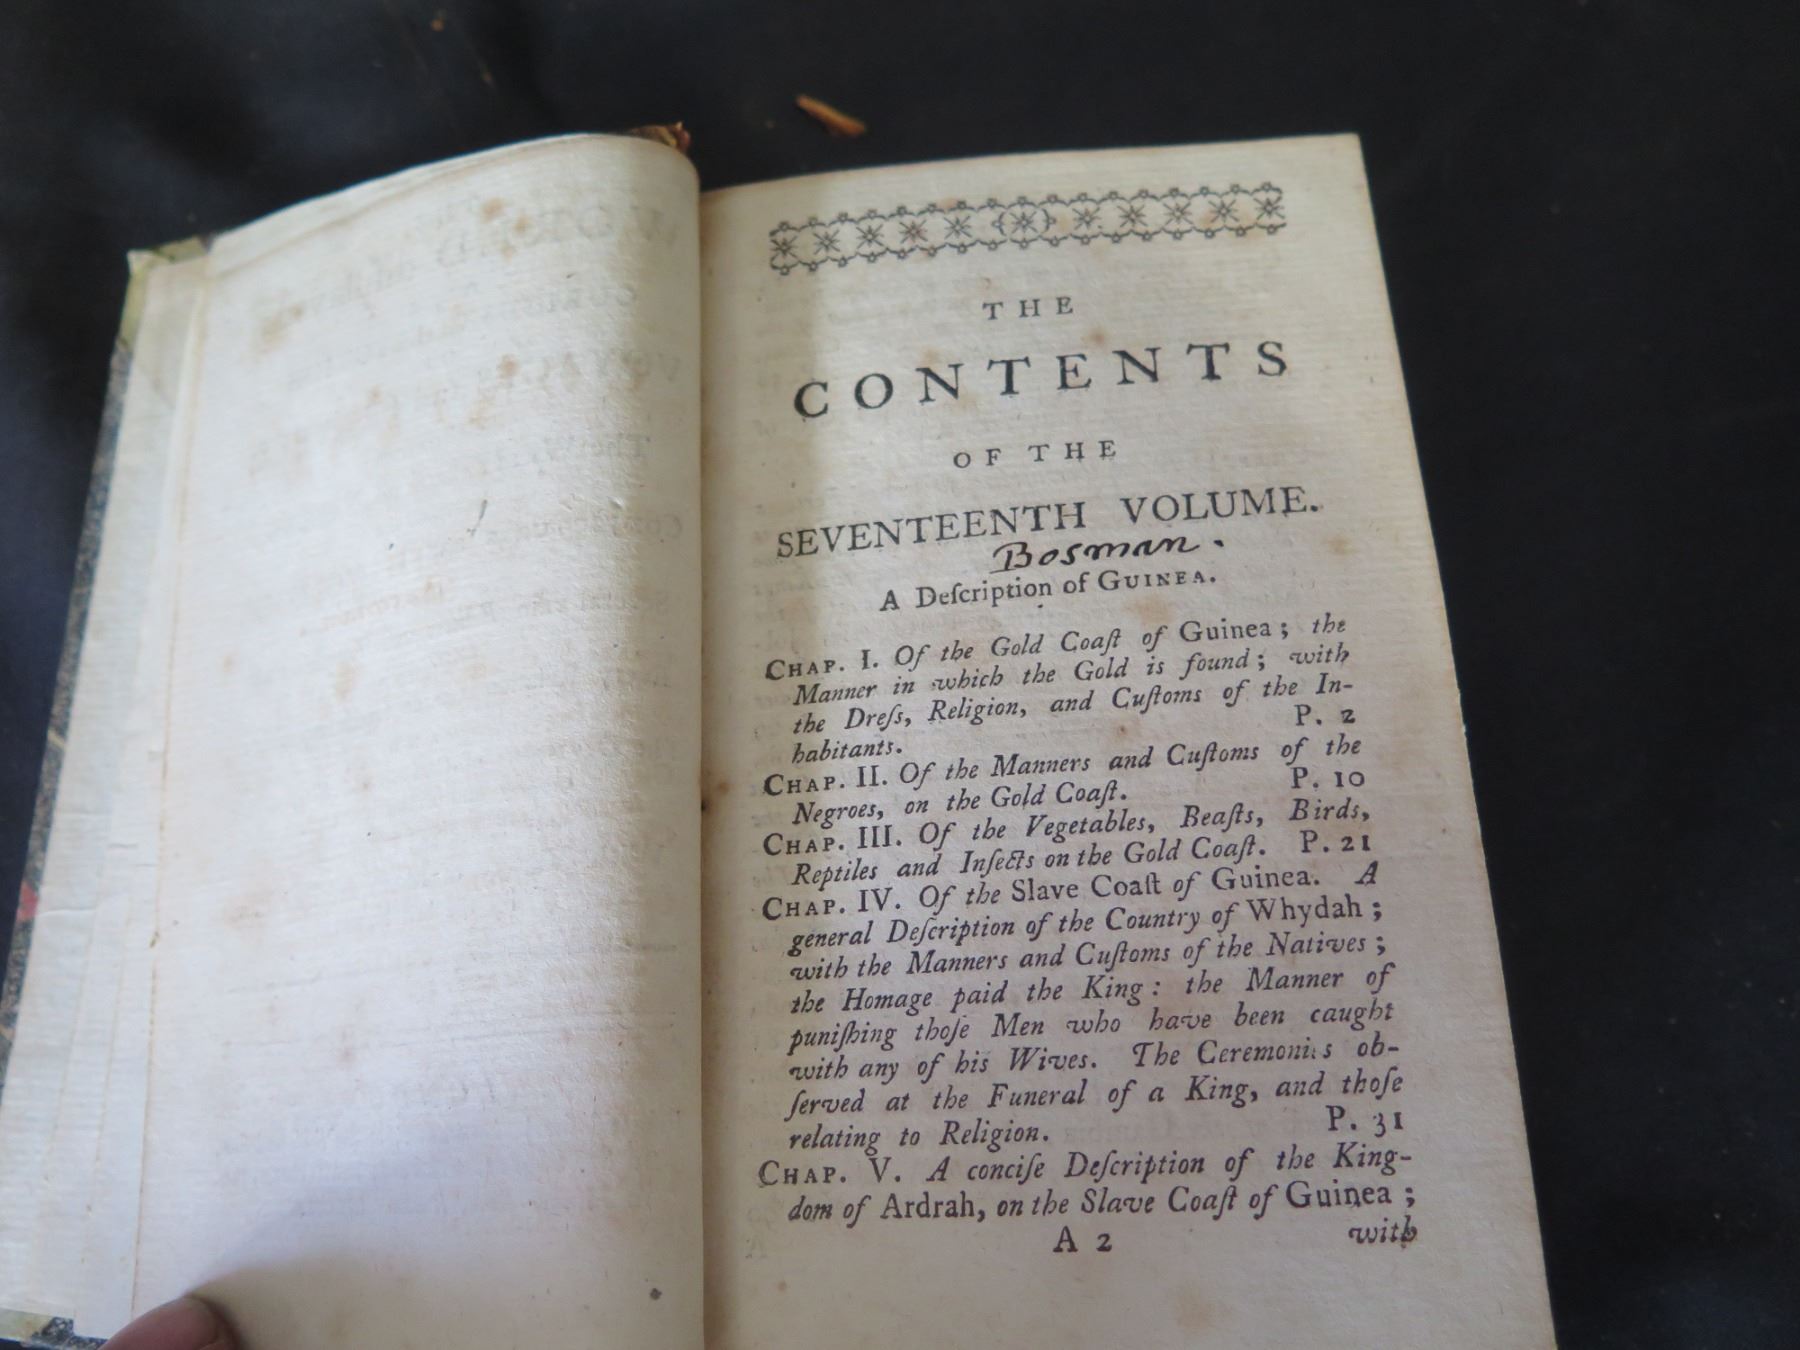 THE
CONTENTS
OF THE
SEVENTEENTH VOLUME.
Bosman.
A Deſcription of GUINEA.
CHAP. I. Of the Gold Coaſt of Guinea; the
Manner in which the Gold is found; with
the Dreſs, Religion, and Cuſtoms of the In-
habitants. P. 2
CHAP. II. Of the Manners and Cuſtoms of the
Negroes, on the Gold Coaſt. P. 10
CHAP. III. Of the Vegetables, Beaſts, Birds,
Reptiles and Inſects on the Gold Coaſt. P. 21
CHAP. IV. Of the Slave Coaſt of Guinea. A
general Deſcription of the Country of Whydah;
with the Manners and Cuſtoms of the Natives;
the Homage paid the King: the Manner of
puniſhing thoſe Men who have been caught
with any of his Wives. The Ceremonies ob-
ſerved at the Funeral of a King, and thoſe
relating to Religion. P. 31
CHAP. V. A conciſe Deſcription of the King-
dom of Ardrah, on the Slave Coaſt of Guinea;
A 2 with